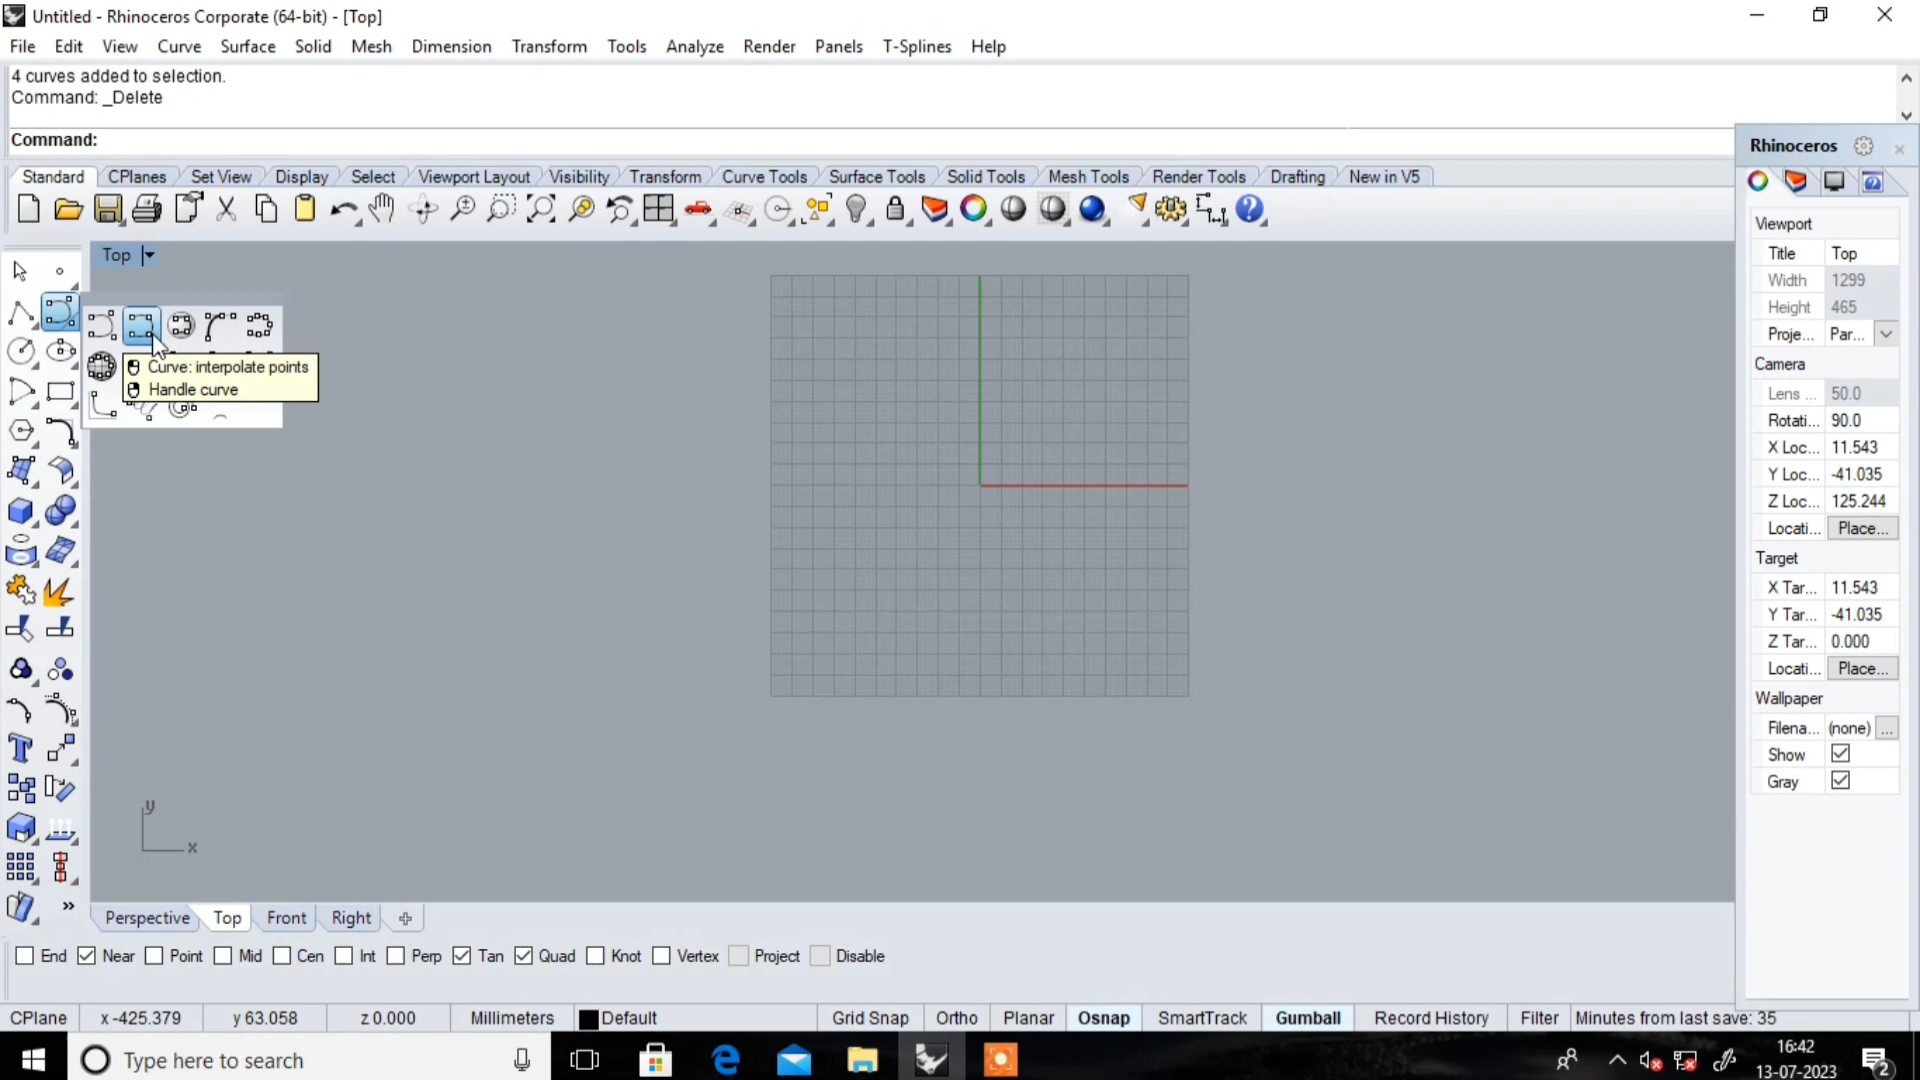 Untitled - Rhinoceros Corporate (64-bit) - [Top]
File Edit View Curve Surface Solid Mesh Dimension Transform Tools Analyze Render Panels T-Splines Help
4 curves added to selection.
Command: _Delete
Command:
Rhinoceros
Standard CPlanes Set View Display Select Viewport Layout Visibility Transform Curve Tools Surface Tools Solid Tools Mesh Tools Render Tools Drafting New in V5
Top
Viewport
Title Top
Width 1299
Height 465
Proje... Par...
Camera
Lens ... 50.0
Rotati... 90.0
X Loc... 11.543
Y Loc... -41.035
Z Loc... 125.244
Locati... Place...
Target
X Tar... 11.543
Y Tar... -41.035
Z Tar... 0.000
Locati... Place...
Wallpaper
Filena... (none) ...
Show
Gray
Curve: interpolate points
Handle curve
y
x
Perspective Top Front Right
End Near Point Mid Cen Int Perp Tan Quad Knot Vertex Project Disable
CPlane x -425.379 y 63.058 z 0.000 Millimeters Default Grid Snap Ortho Planar Osnap SmartTrack Gumball Record History Filter Minutes from last save: 35
Type here to search
16:42
13-07-2023
2